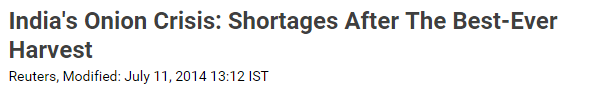 India's Onion Crisis: Shortages After The Best-Ever
Harvest
Reuters, Modified: July 11, 2014 13:12 IST